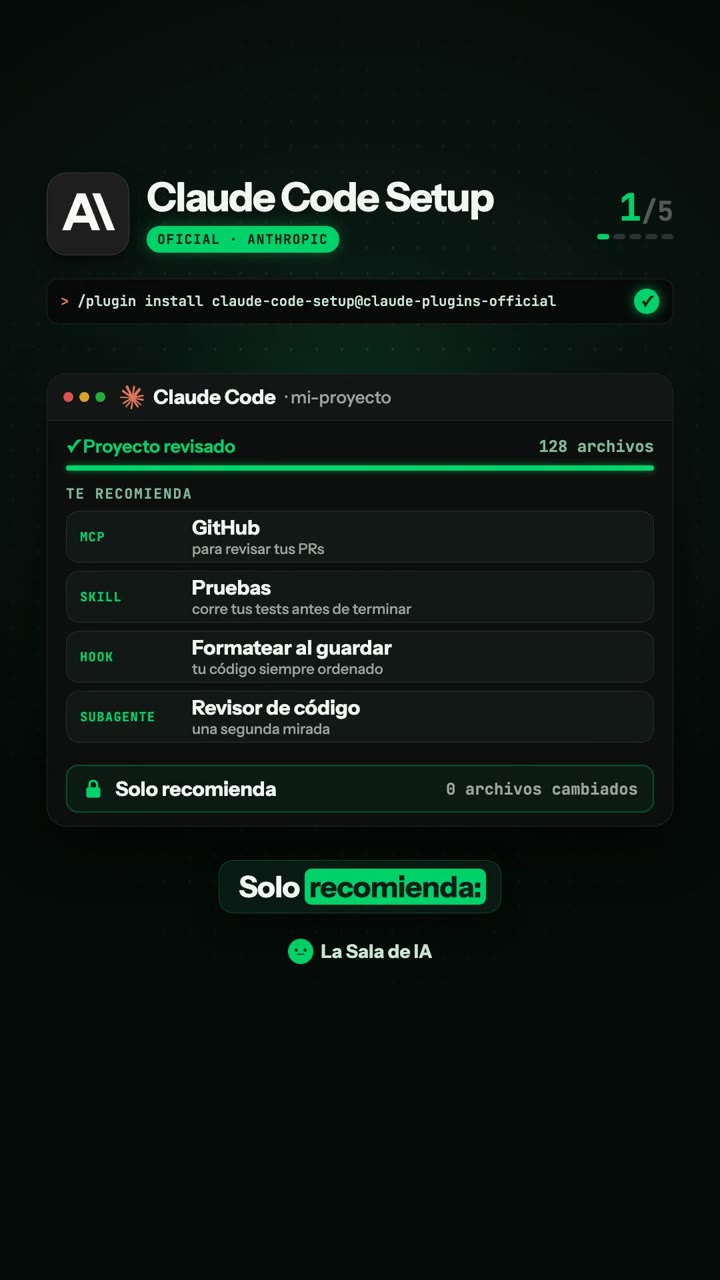 Claude Code Setup
OFICIAL · ANTHROPIC
1/5
> /plugin install claude-code-setup@claude-plugins-official
Claude Code · mi-proyecto
✓Proyecto revisado 128 archivos
TE RECOMIENDA
MCP GitHub
para revisar tus PRs
SKILL Pruebas
corre tus tests antes de terminar
HOOK Formatear al guardar
tu código siempre ordenado
SUBAGENTE Revisor de código
una segunda mirada
Solo recomienda 0 archivos cambiados
Solo recomienda:
La Sala de IA